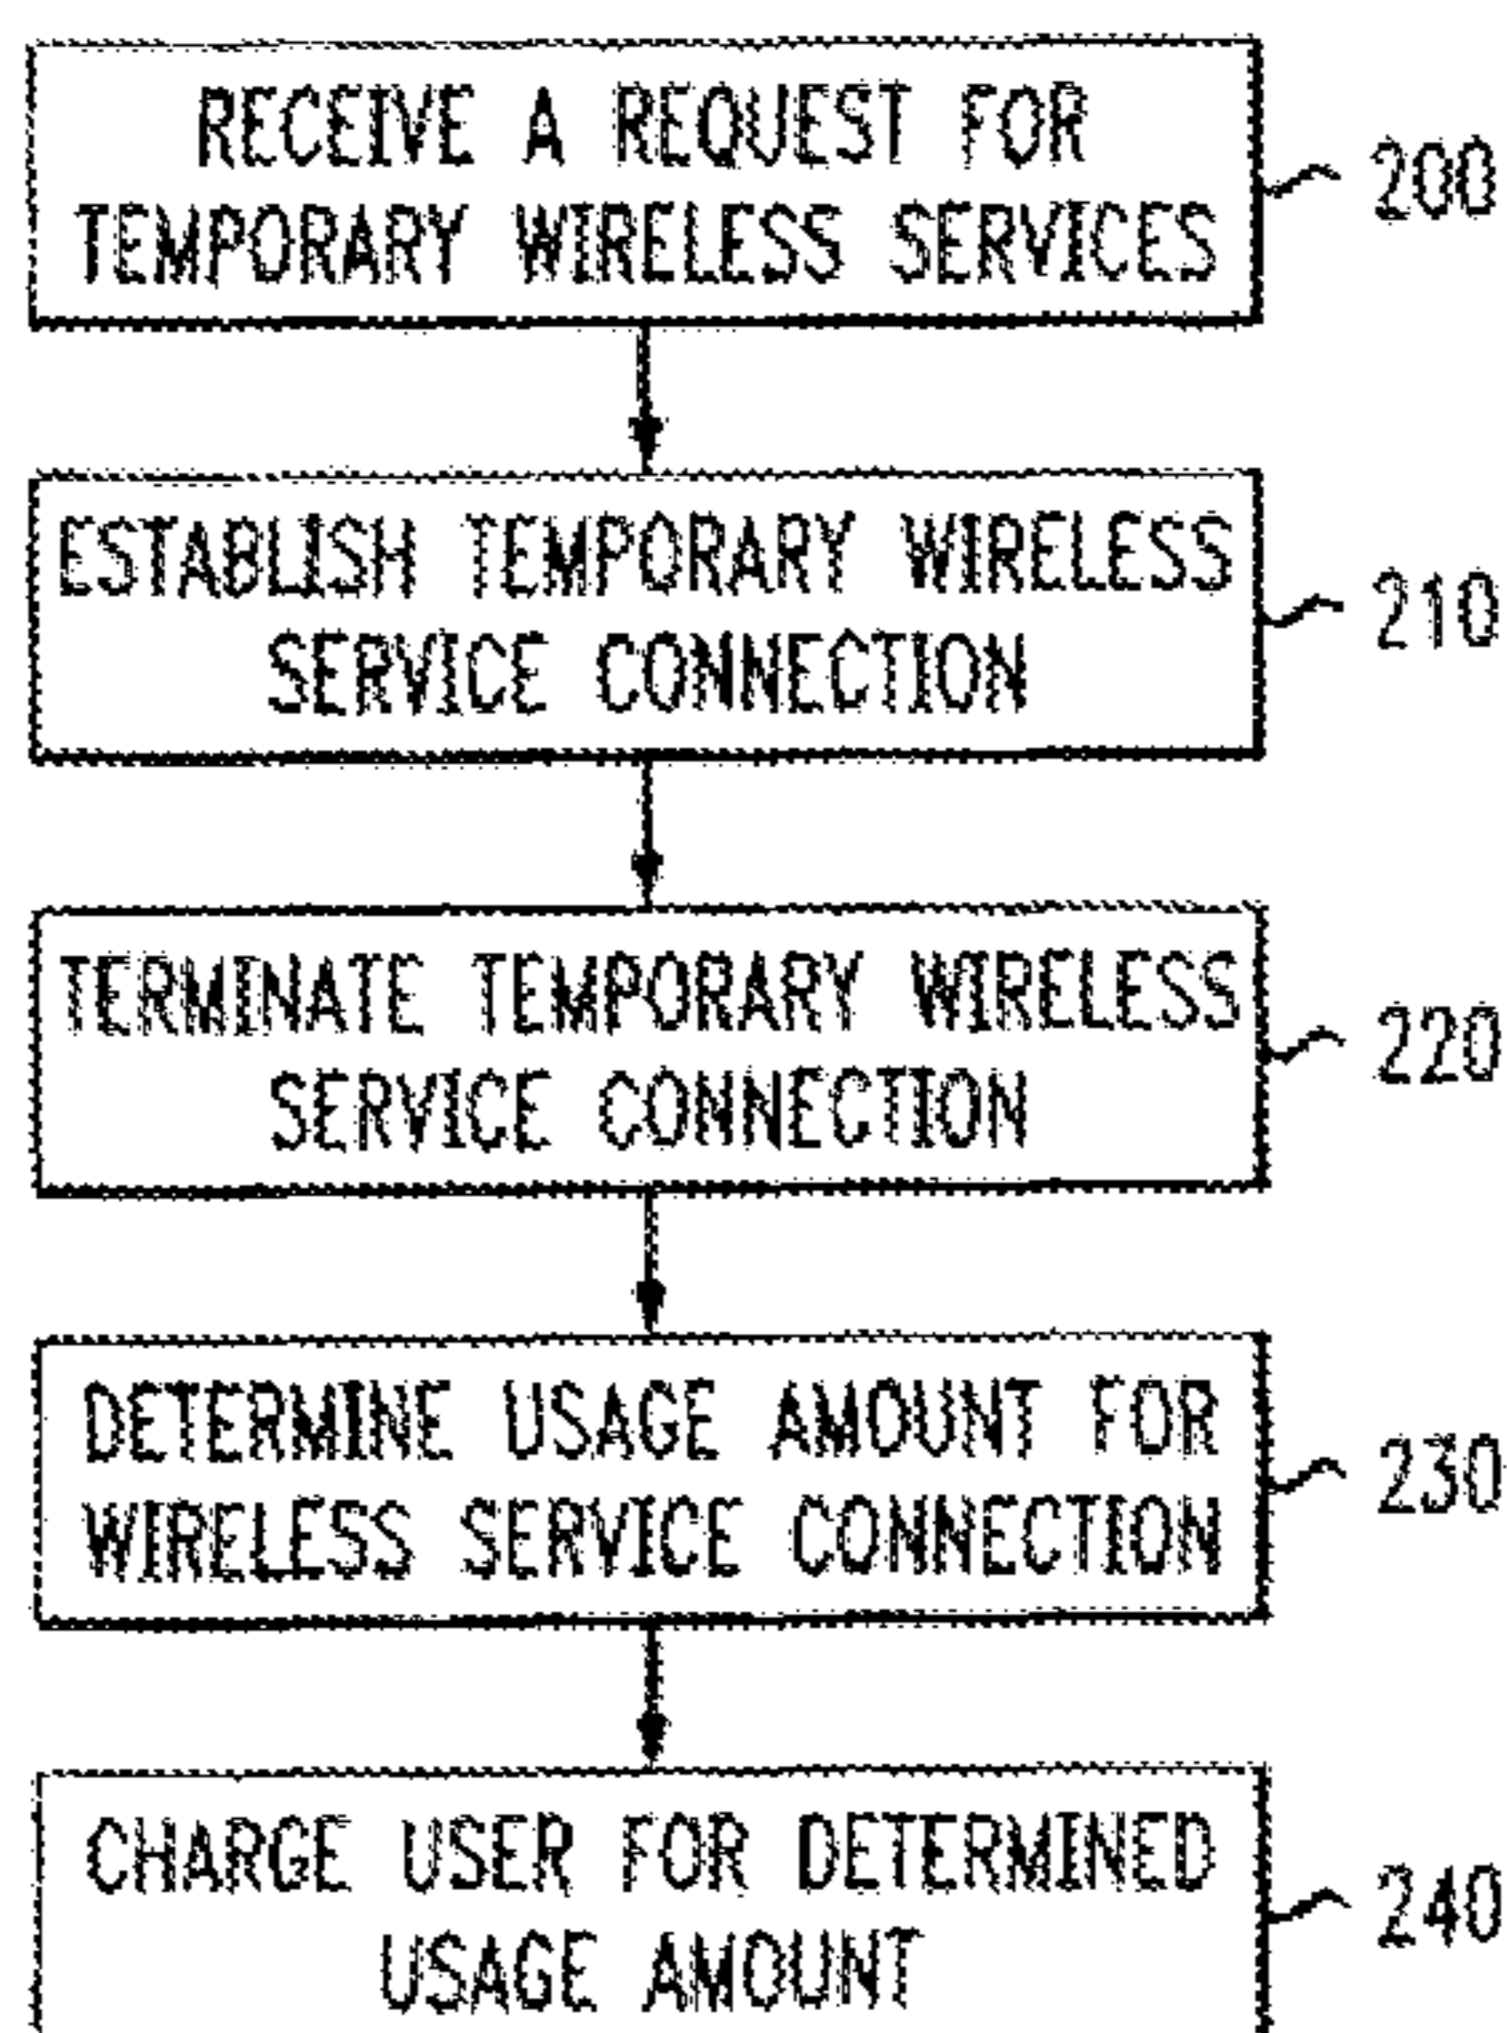 RECEIVE A REQUEST FOR
TEMPORARY WIRELESS SERVICES
200
ESTABLISH TEMPORARY WIRELESS
SERVICE CONNECTION
210
TERMINATE TEMPORARY WIRELESS
SERVICE CONNECTION
220
DETERMINE USAGE AMOUNT FOR
WIRELESS SERVICE CONNECTION
230
CHARGE USER FOR DETERMINED
USAGE AMOUNT
240